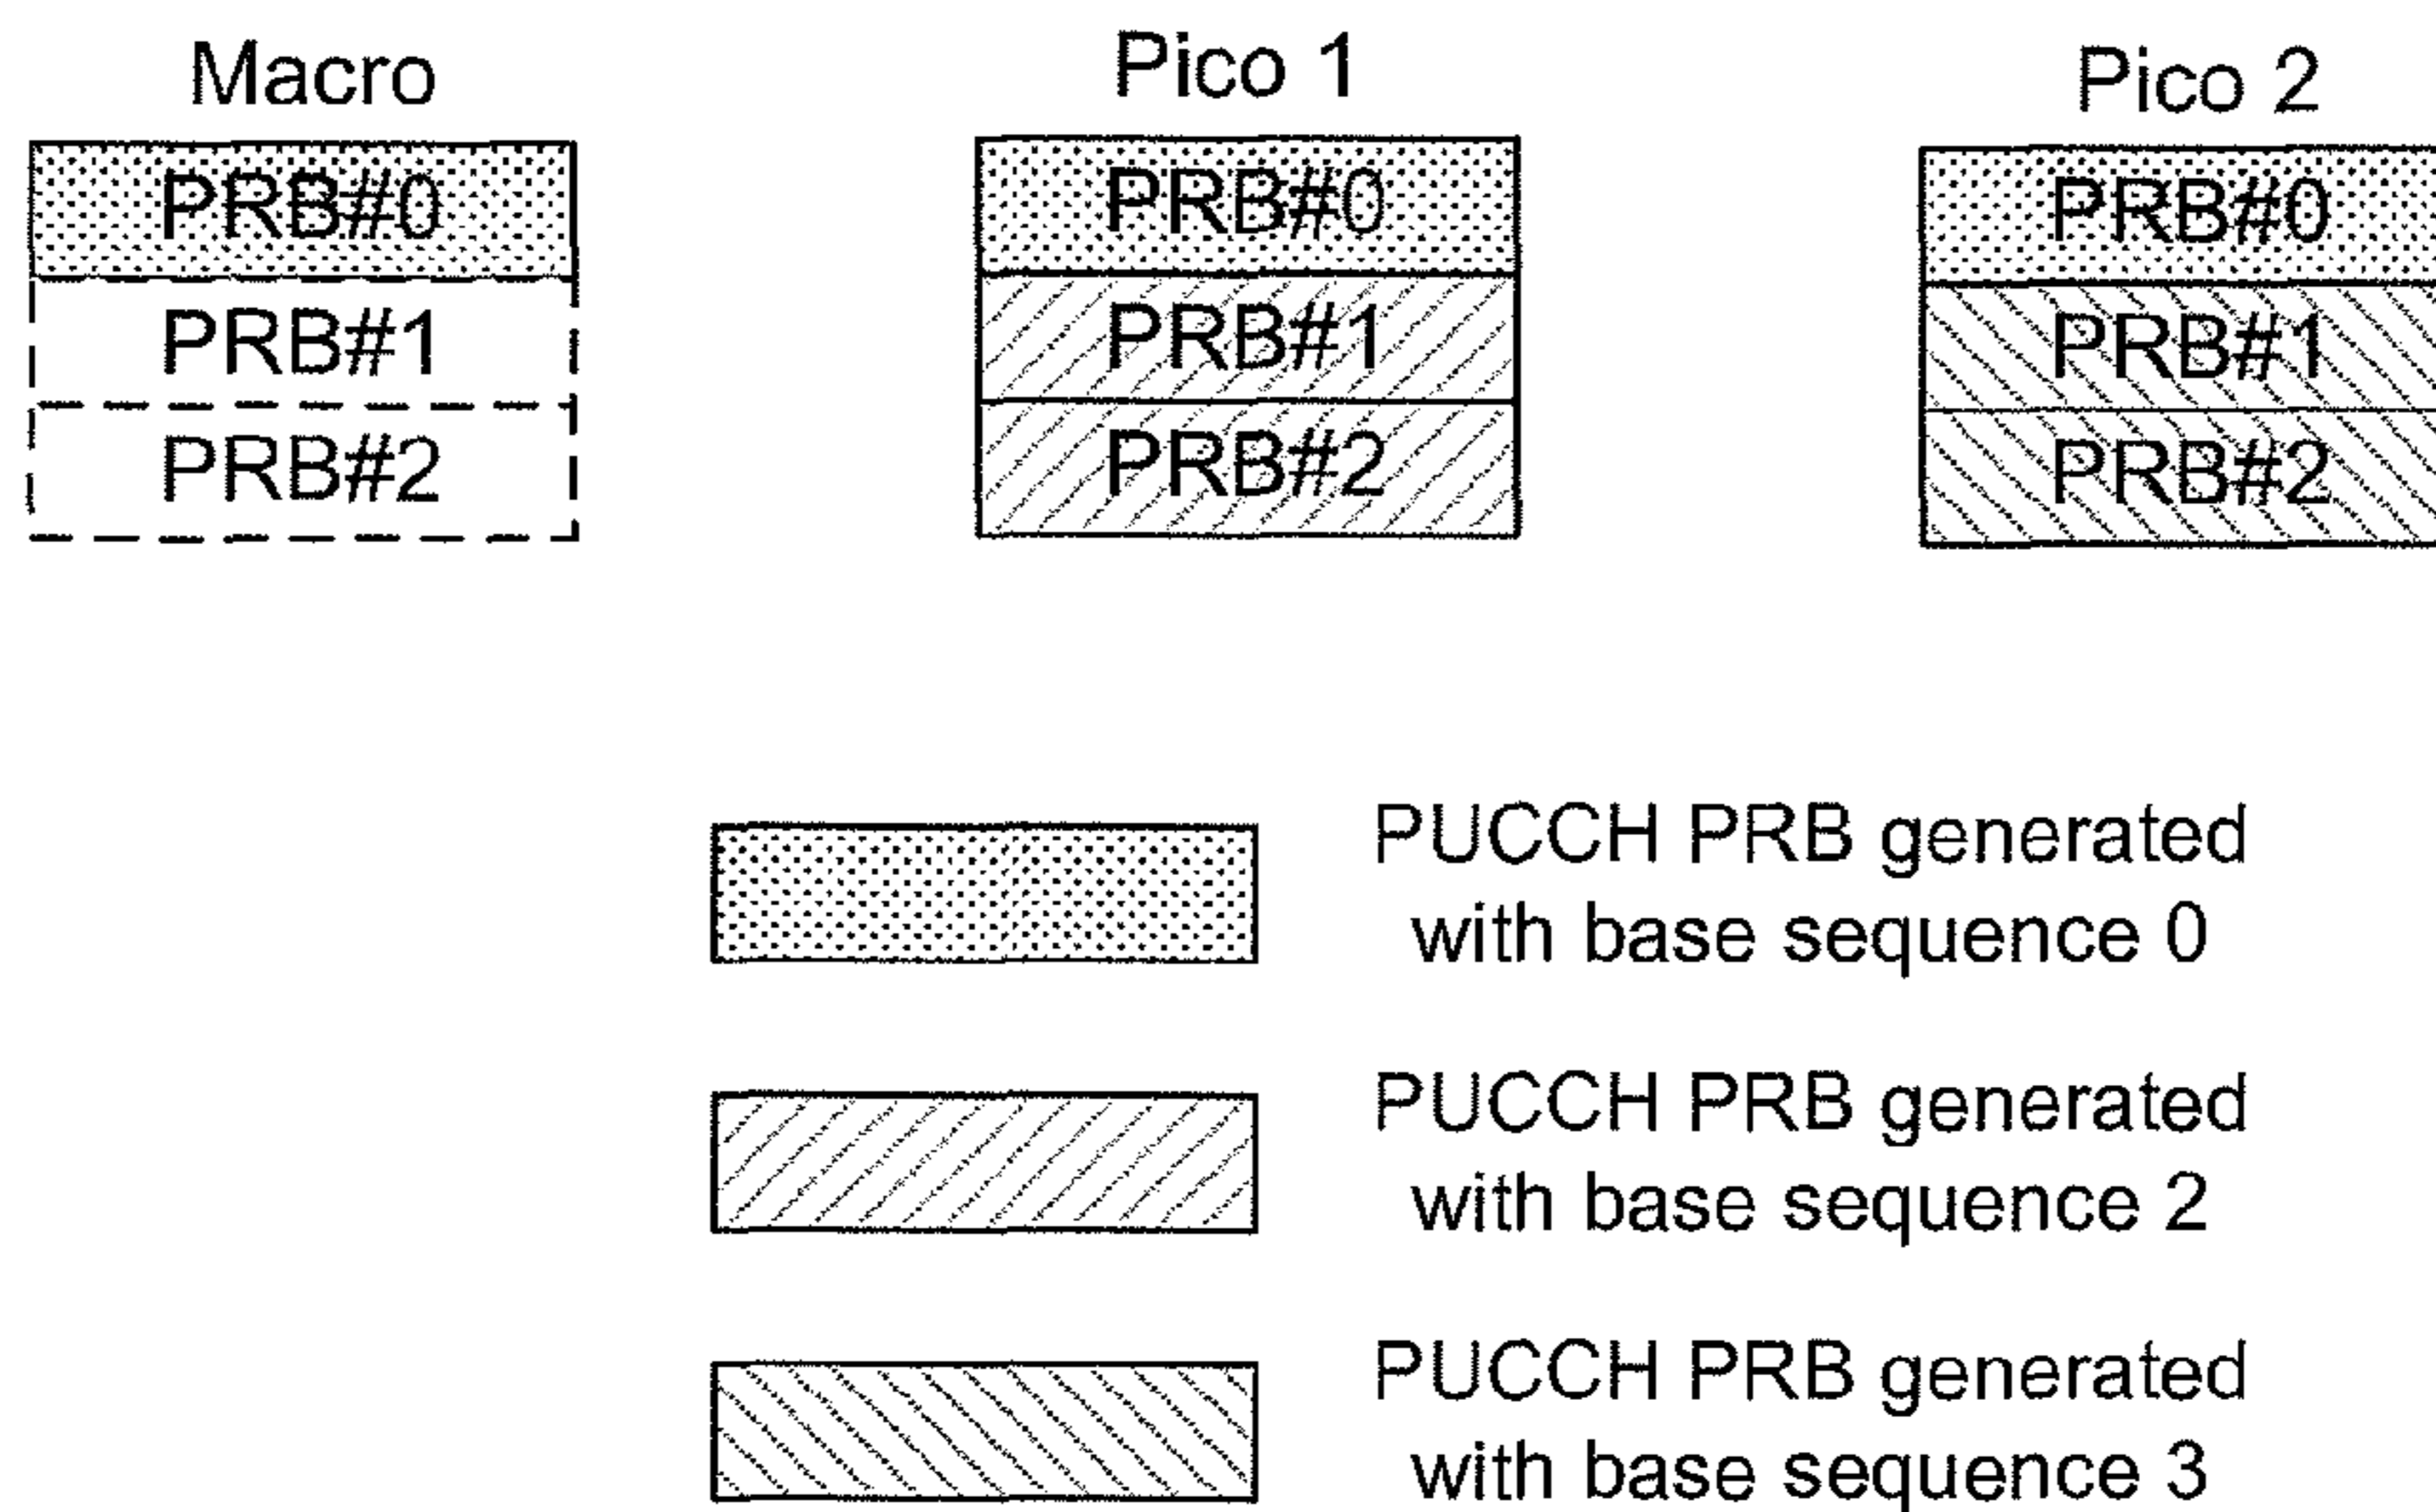 Macro
PRB#0
PRB#1
PRB#2
Pico 1
PRB#0
PRB#1
PRB#2
Pico 2
PRB#0
PRB#1
PRB#2
PUCCH PRB generated
with base sequence 0
PUCCH PRB generated
with base sequence 2
PUCCH PRB generated
with base sequence 3